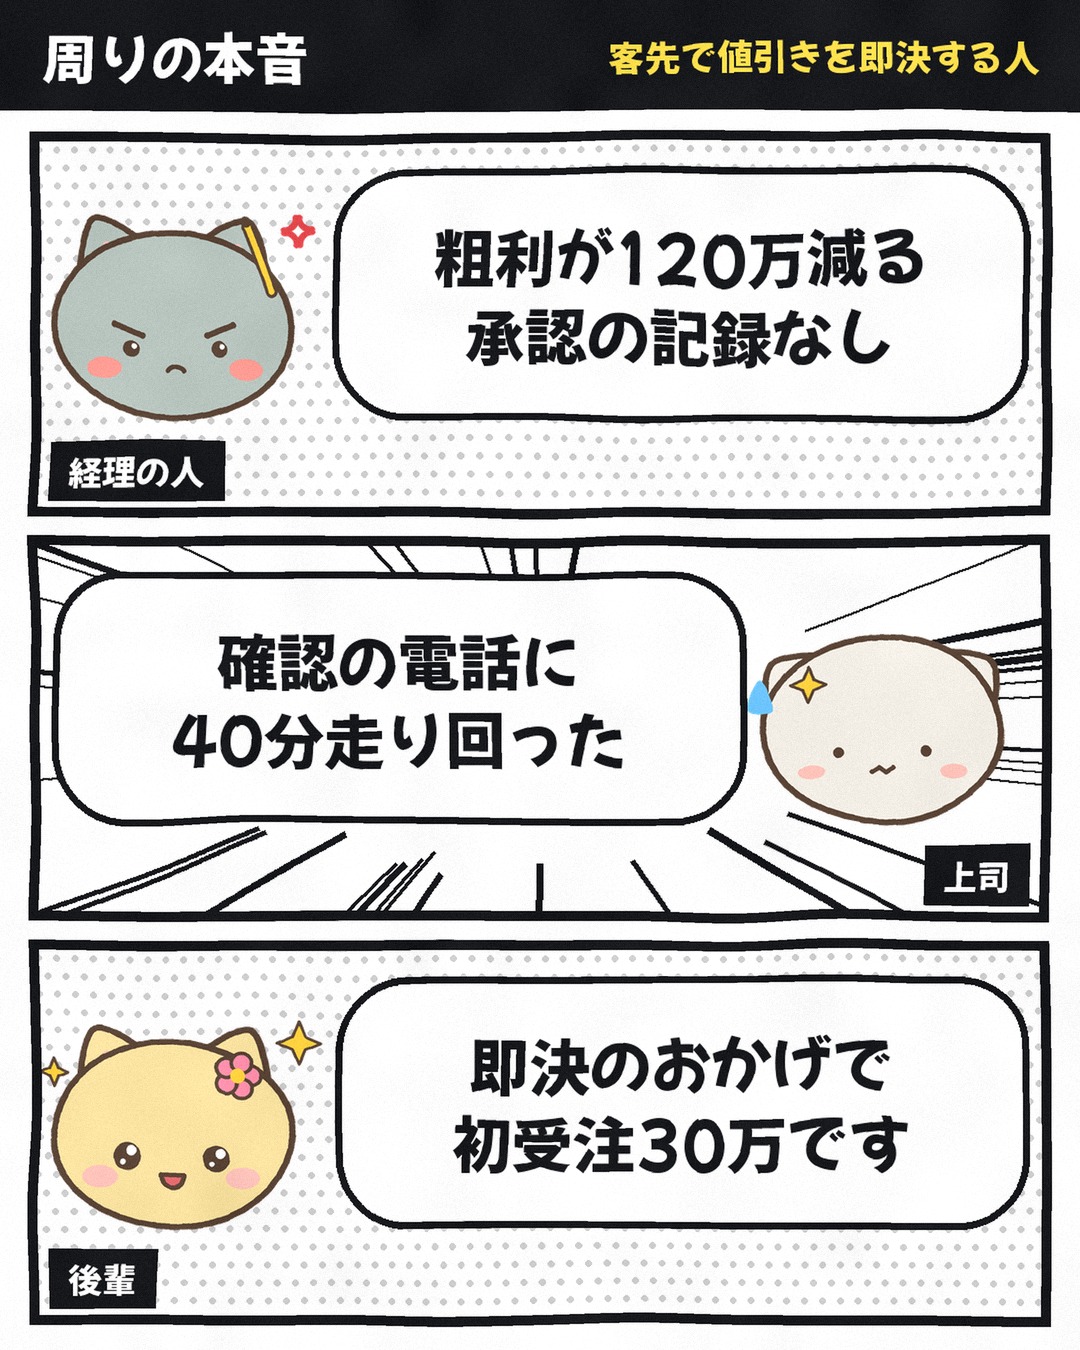 周りの本音
客先で値引きを即決する人
粗利が120万減る
承認の記録なし
経理の人
確認の電話に
40分走り回った
上司
即決のおかげで
初受注30万です
後輩